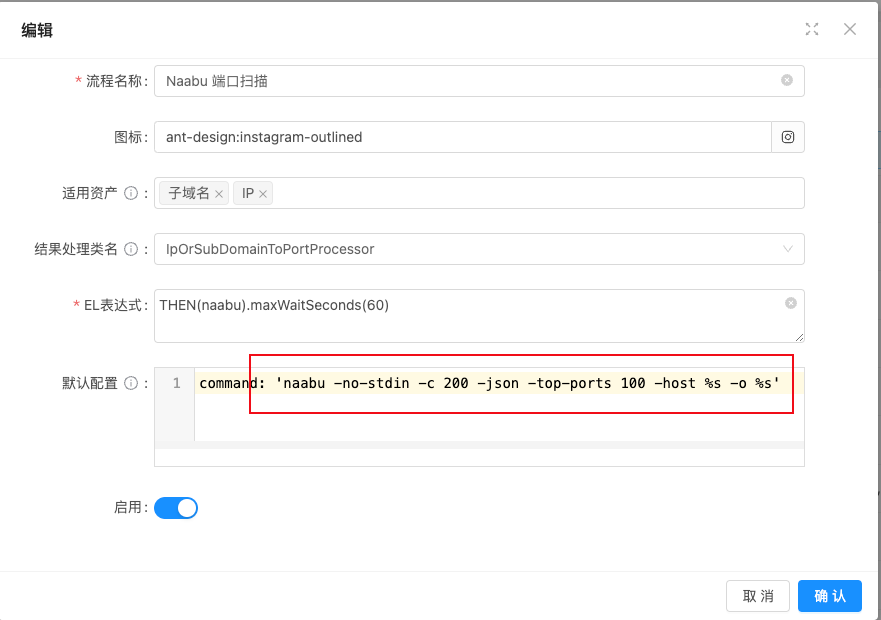 编辑
* 流程名称: Naabu 端口扫描
图标: ant-design:instagram-outlined
适用资产 : 子域名 × IP ×
结果处理类名 : IpOrSubDomainToPortProcessor
* EL表达式: THEN(naabu).maxWaitSeconds(60)
默认配置 : 1 command: 'naabu -no-stdin -c 200 -json -top-ports 100 -host %s -o %s'
启用:
取 消 确 认